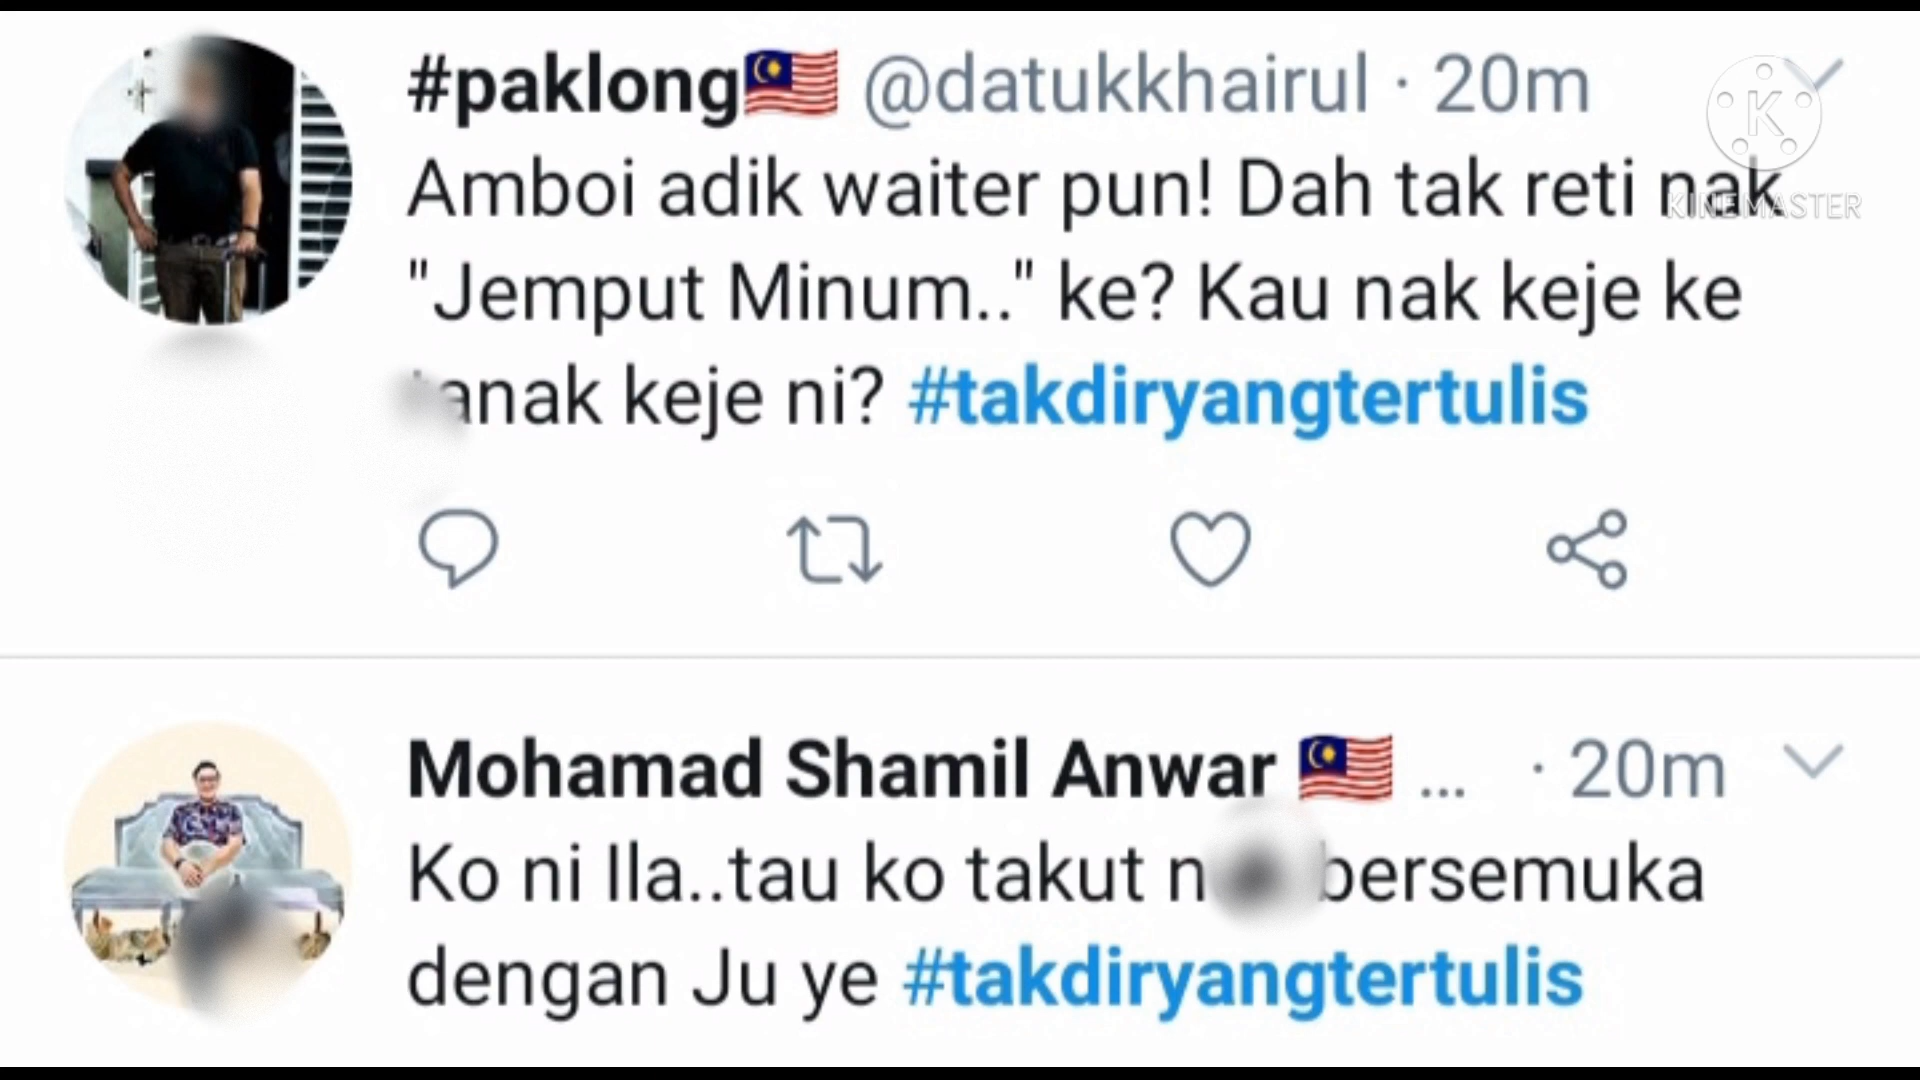 #paklong🇲🇾 @datukkhairul · 20m
Amboi adik waiter pun! Dah tak reti nak
"Jemput Minum.." ke? Kau nak keje ke
keje ni? #takdiryangtertulis
Mohamad Shamil Anwar 🇲🇾 ... · 20m
Ko ni Ila..tau ko takut bersemuka
dengan Ju ye #takdiryangtertulis
K
KINEMASTER